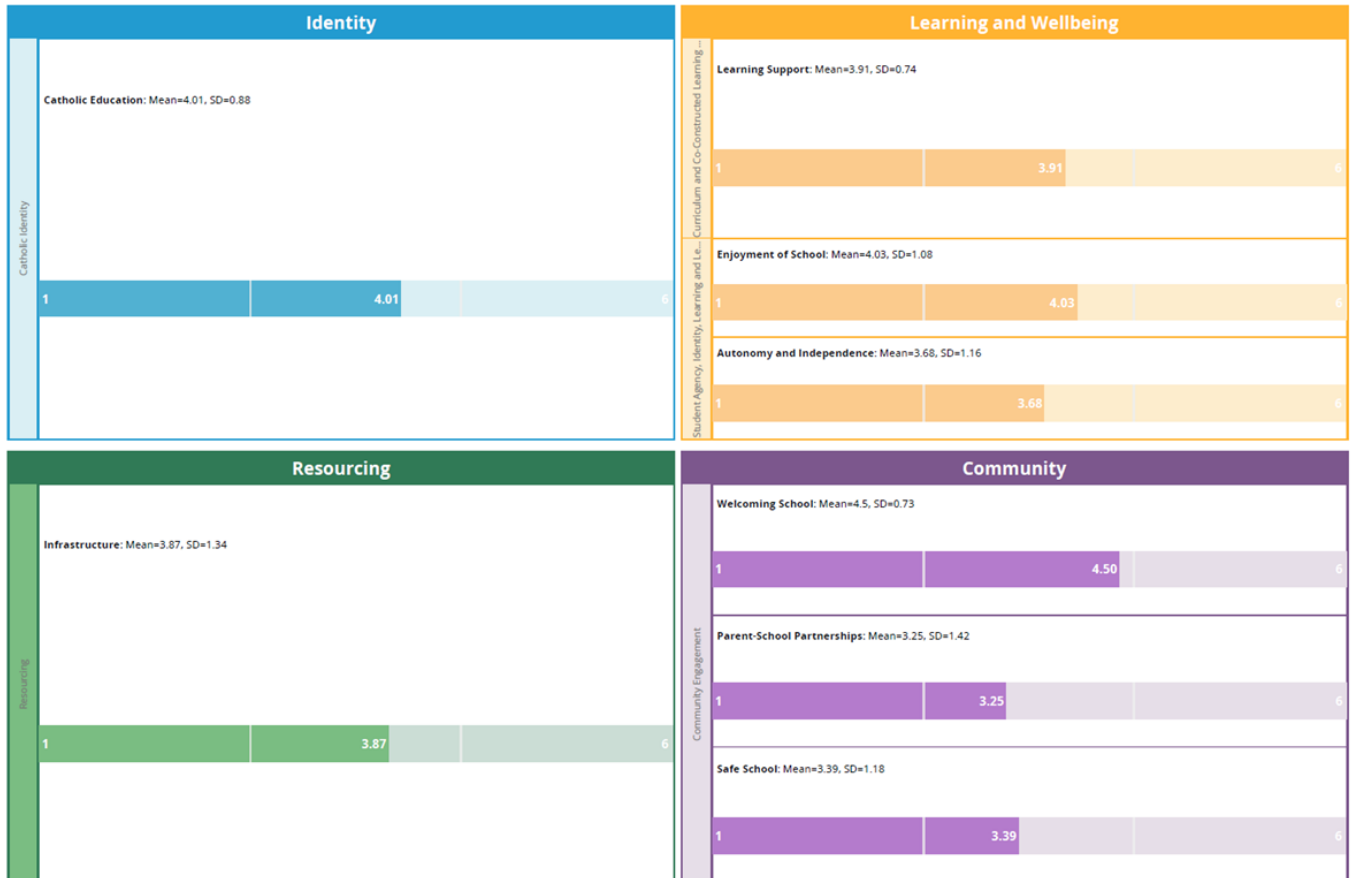 Identity
Catholic Identity
Catholic Education: Mean=4.01, SD=0.88
1 4.01 6
Learning and Wellbeing
Curriculum and Co-Constructed Learning ...
Learning Support: Mean=3.91, SD=0.74
1 3.91 6
Student Agency, Identity, Learning and Le...
Enjoyment of School: Mean=4.03, SD=1.08
1 4.03 6
Autonomy and Independence: Mean=3.68, SD=1.16
1 3.68 6
Resourcing
Resourcing
Infrastructure: Mean=3.87, SD=1.34
1 3.87 6
Community
Community Engagement
Welcoming School: Mean=4.5, SD=0.73
1 4.50 6
Parent-School Partnerships: Mean=3.25, SD=1.42
1 3.25 6
Safe School: Mean=3.39, SD=1.18
1 3.39 6